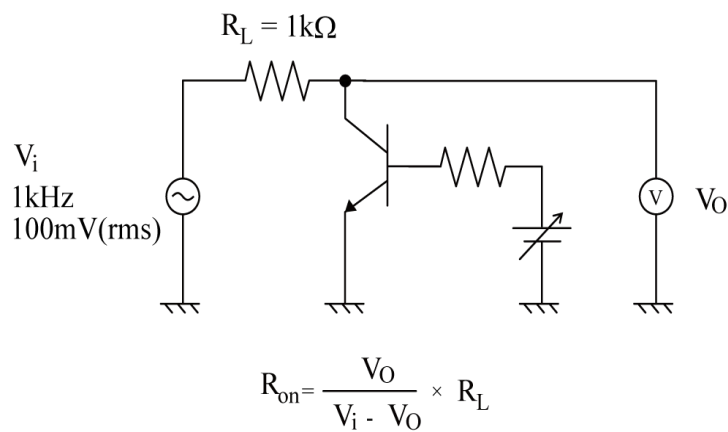 R_L = 1kΩ
V_i
1kHz
100mV(rms)
V
V_O
R_on = V_O / (V_i - V_O) × R_L